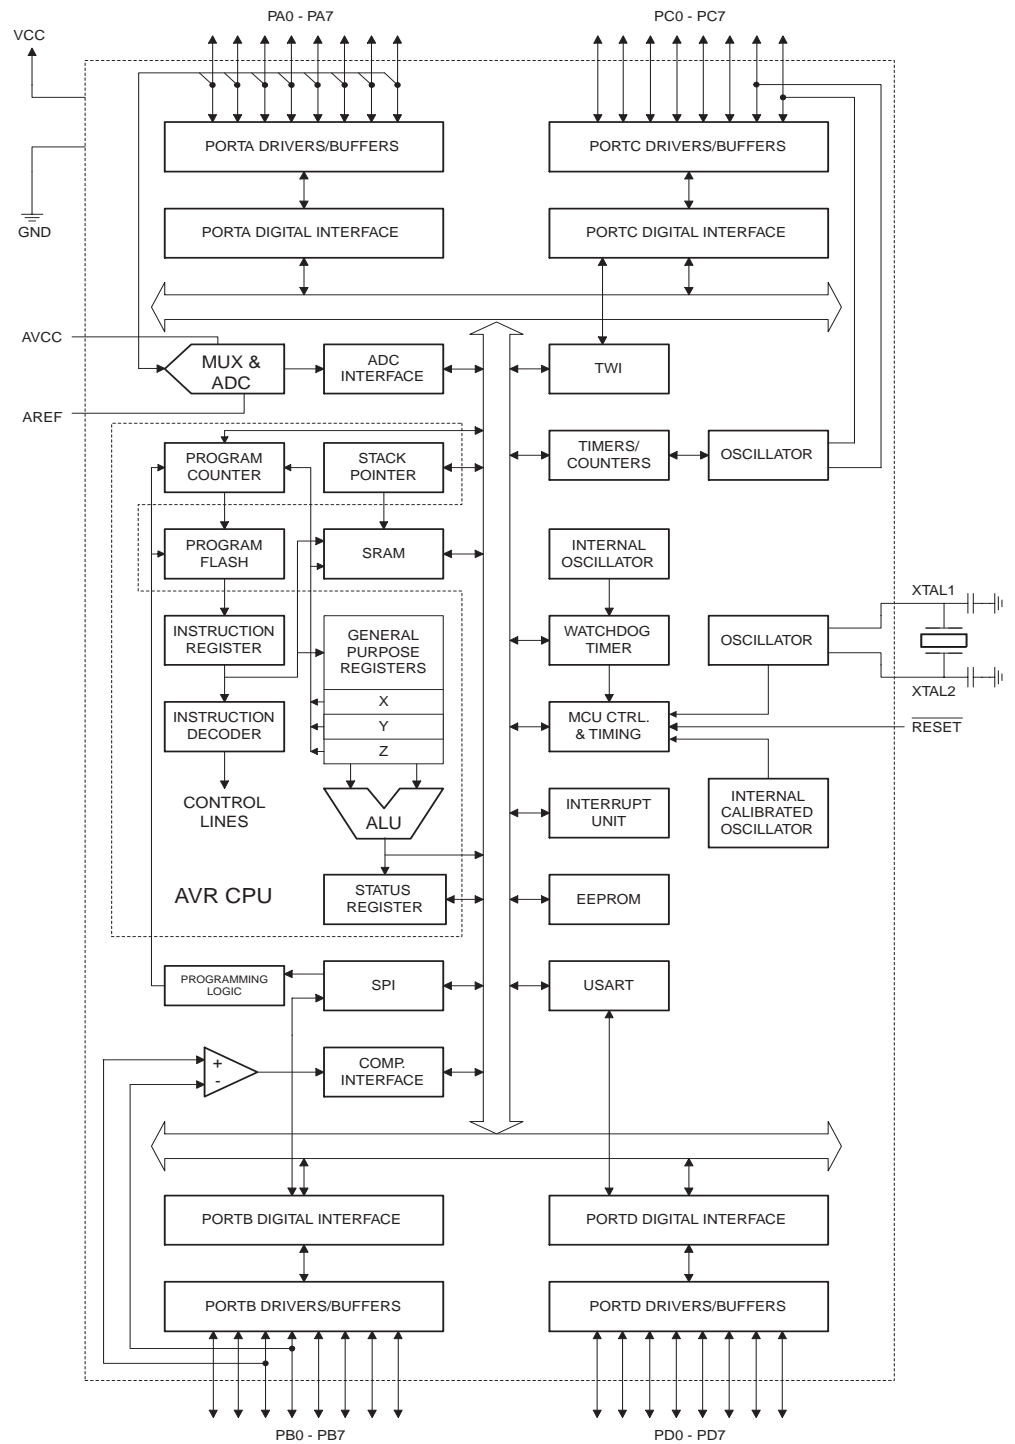 PA0 - PA7
PC0 - PC7
VCC
PORTA DRIVERS/BUFFERS
PORTC DRIVERS/BUFFERS
GND
PORTA DIGITAL INTERFACE
PORTC DIGITAL INTERFACE
AVCC
MUX &
ADC
ADC
INTERFACE
TWI
AREF
PROGRAM
COUNTER
STACK
POINTER
TIMERS/
COUNTERS
OSCILLATOR
PROGRAM
FLASH
SRAM
INTERNAL
OSCILLATOR
XTAL1
INSTRUCTION
REGISTER
GENERAL
PURPOSE
REGISTERS
WATCHDOG
TIMER
OSCILLATOR
XTAL2
X
Y
Z
INSTRUCTION
DECODER
MCU CTRL.
& TIMING
RESET
CONTROL
LINES
ALU
INTERRUPT
UNIT
INTERNAL
CALIBRATED
OSCILLATOR
AVR CPU
STATUS
REGISTER
EEPROM
PROGRAMMING
LOGIC
SPI
USART
+
-
COMP.
INTERFACE
PORTB DIGITAL INTERFACE
PORTD DIGITAL INTERFACE
PORTB DRIVERS/BUFFERS
PORTD DRIVERS/BUFFERS
PB0 - PB7
PD0 - PD7